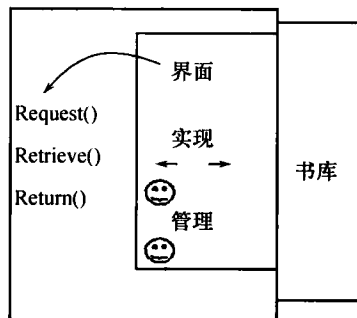 界面
Request()
实现
Retrieve()
书库
Return()
管理